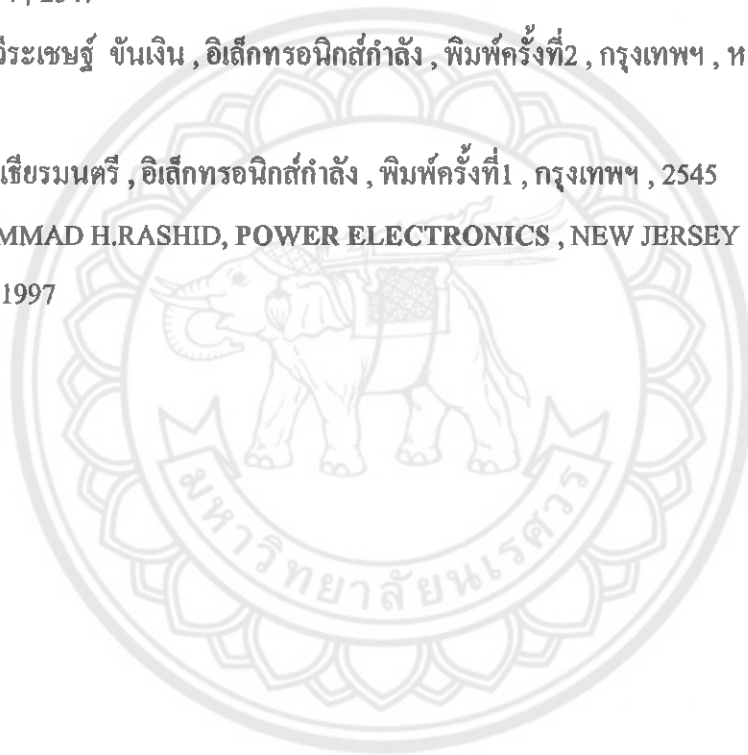 2547
วีระเชษฐ์ ขันเงิน , อิเล็กทรอนิกส์กำลัง , พิมพ์ครั้งที่2 , กรุงเทพฯ , ห
เธียรมนตรี , อิเล็กทรอนิกส์กำลัง , พิมพ์ครั้งที่1 , กรุงเทพฯ , 2545
MMAD H.RASHID, POWER ELECTRONICS , NEW JERSEY
1997
มหาวิทยาลัยนเรศวร